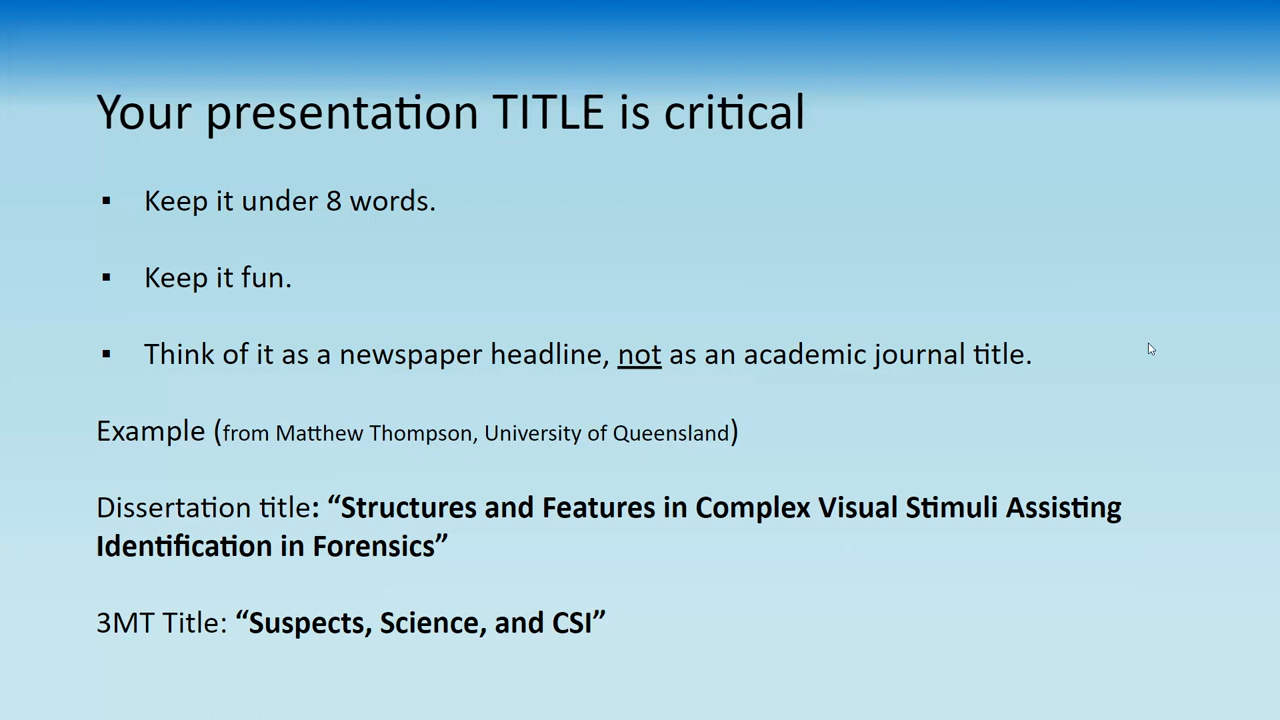 Your presentation TITLE is critical
▪ Keep it under 8 words.
▪ Keep it fun.
▪ Think of it as a newspaper headline, not as an academic journal title.
Example (from Matthew Thompson, University of Queensland)
Dissertation title: “Structures and Features in Complex Visual Stimuli Assisting
Identification in Forensics”
3MT Title: “Suspects, Science, and CSI”